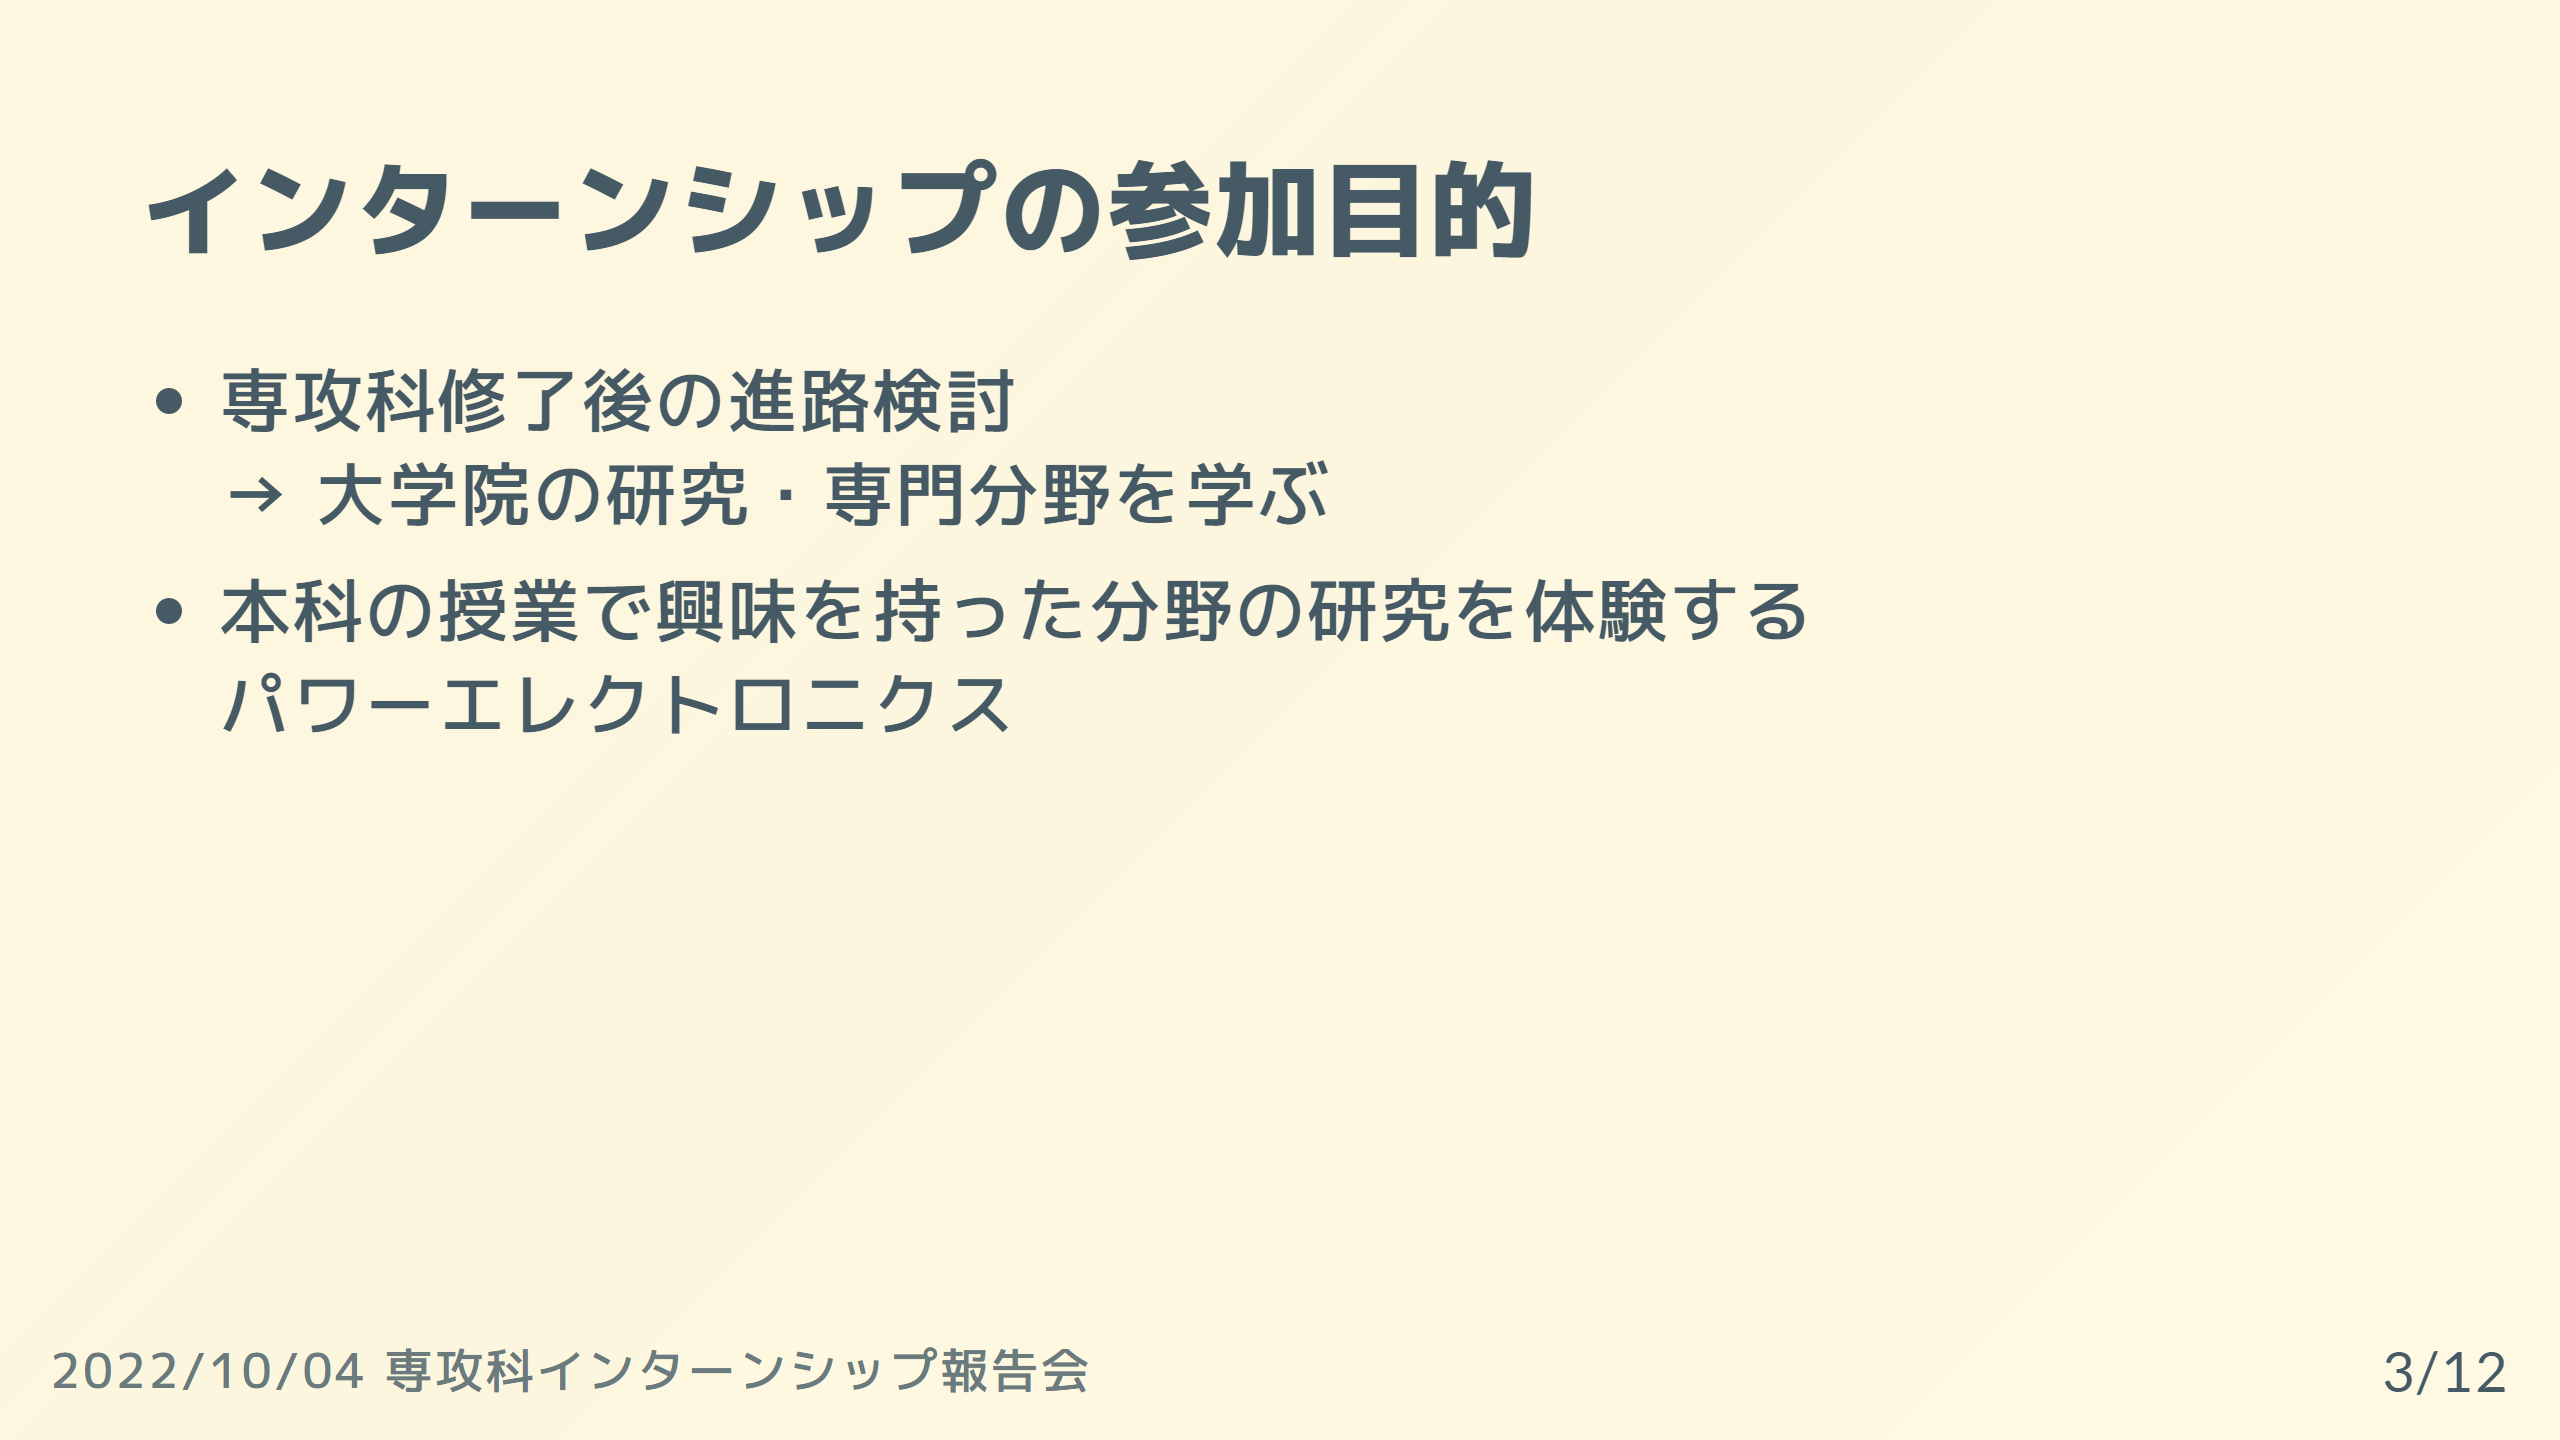 インターンシップの参加目的
• 専攻科修了後の進路検討
→ 大学院の研究・専門分野を学ぶ
• 本科の授業で興味を持った分野の研究を体験する
パワーエレクトロニクス
2022/10/04 専攻科インターンシップ報告会
3/12